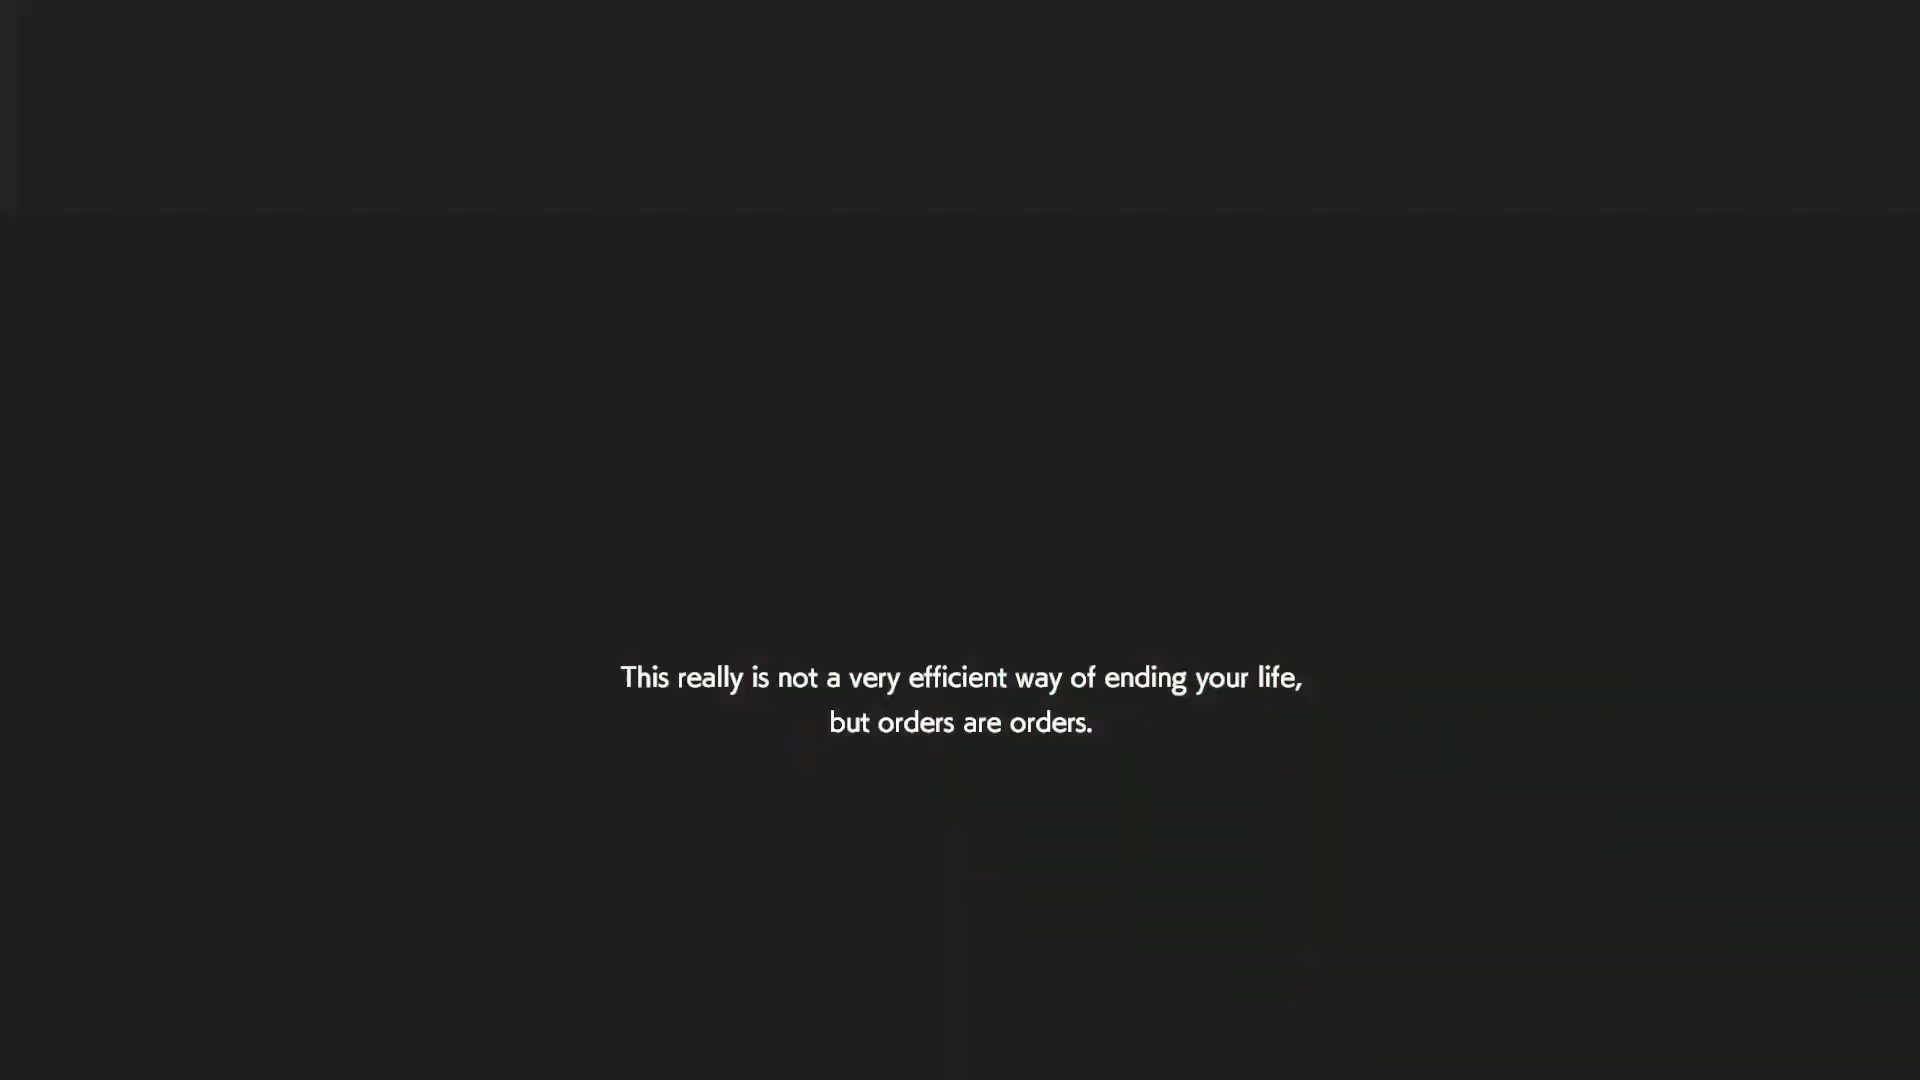 This really is not a very efficient way of ending your life,
but orders are orders.